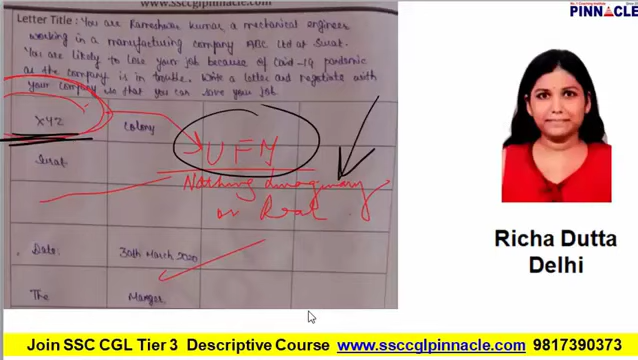 www.ssccglpinnacle.com
PINNACLE
Letter Title: You are Rameshwar kumar, a mechanical engineer
working in a manufacturing company ABC Ltd at Surat.
You are likely to lose your job because of Covid-19 pandemic
as the company is in trouble. Write a letter and negotiate with
your company so that you can save your job.
XYZ Colony
UFM
Surat
Nothing imaginary
or Real
Date: 30th March 2020
The Manger
Richa Dutta
Delhi
Join SSC CGL Tier 3 Descriptive Course www.ssccglpinnacle.com 9817390373